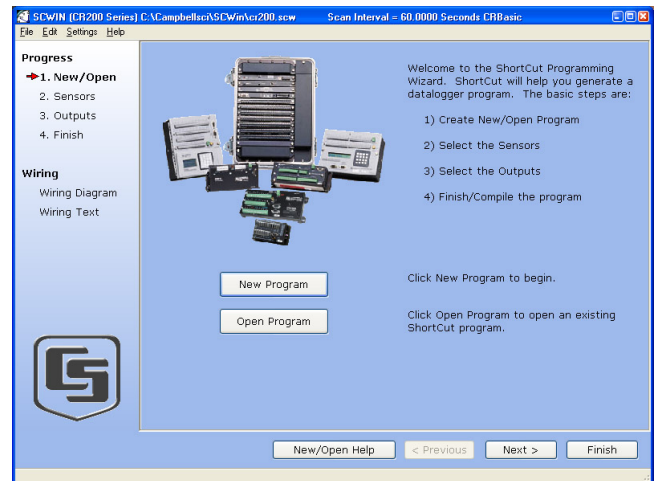 SCWIN (CR200 Series) C:\Campbellsci\SCWin\cr200.scw Scan Interval = 60.0000 Seconds CRBasic
File Edit Settings Help
Progress
1. New/Open
2. Sensors
3. Outputs
4. Finish
Wiring
Wiring Diagram
Wiring Text
Welcome to the ShortCut Programming
Wizard. ShortCut will help you generate a
datalogger program. The basic steps are:
1) Create New/Open Program
2) Select the Sensors
3) Select the Outputs
4) Finish/Compile the program
New Program
Click New Program to begin.
Open Program
Click Open Program to open an existing
ShortCut program.
CS
New/Open Help
< Previous
Next >
Finish